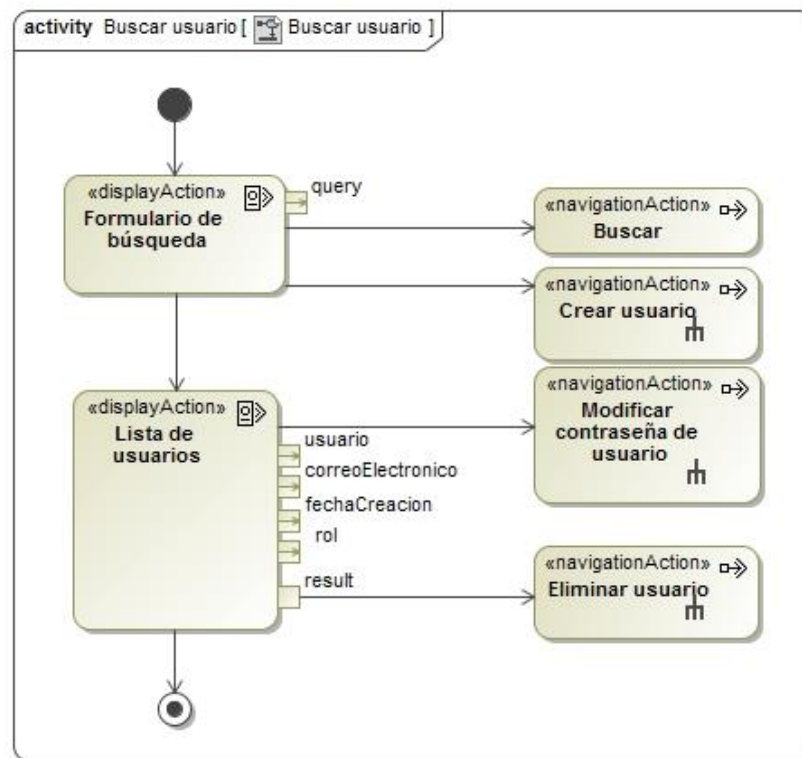 activity Buscar usuario [ Buscar usuario ]
«displayAction»
Formulario de
búsqueda
query
«navigationAction»
Buscar
«navigationAction»
Crear usuario
«displayAction»
Lista de
usuarios
usuario
correoElectronico
fechaCreacion
rol
result
«navigationAction»
Modificar
contraseña de
usuario
«navigationAction»
Eliminar usuario